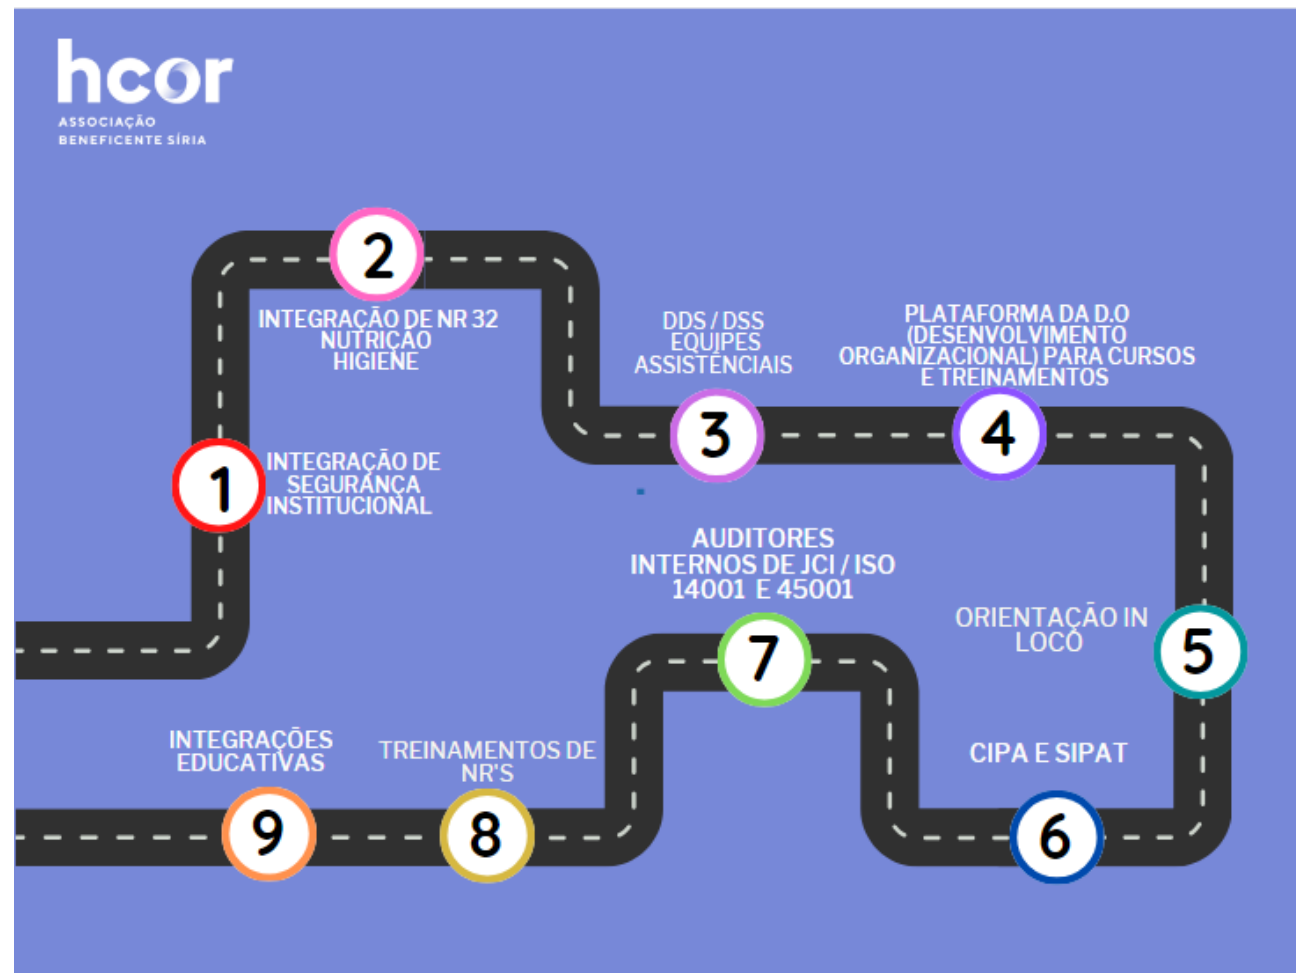 hcor
ASSOCIAÇÃO
BENEFICENTE SÍRIA
1
INTEGRAÇÃO DE
SEGURANÇA
INSTITUCIONAL
2
INTEGRAÇÃO DE NR 32
NUTRIÇÃO
HIGIENE
DDS / DSS
EQUIPES
ASSISTÊNCIAIS
3
PLATAFORMA DA D.O
(DESENVOLVIMENTO
ORGANIZACIONAL) PARA CURSOS
E TREINAMENTOS
4
ORIENTAÇÃO IN
LOCO
5
CIPA E SIPAT
6
AUDITORES
INTERNOS DE JCI / ISO
14001 E 45001
7
TREINAMENTOS DE
NR'S
8
INTEGRAÇÕES
EDUCATIVAS
9